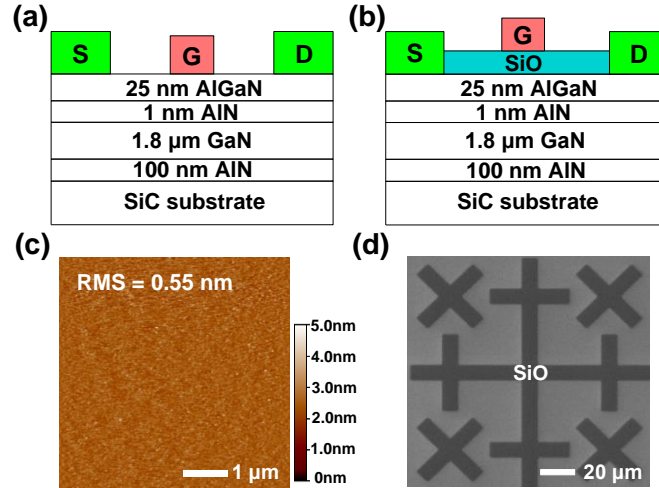 (a)
S
G
D
25 nm AlGaN
1 nm AlN
1.8 µm GaN
100 nm AlN
SiC substrate
(b)
S
G
D
SiO
25 nm AlGaN
1 nm AlN
1.8 µm GaN
100 nm AlN
SiC substrate
(c)
RMS = 0.55 nm
1 µm
5.0nm
4.0nm
3.0nm
2.0nm
1.0nm
0nm
(d)
SiO
20 µm